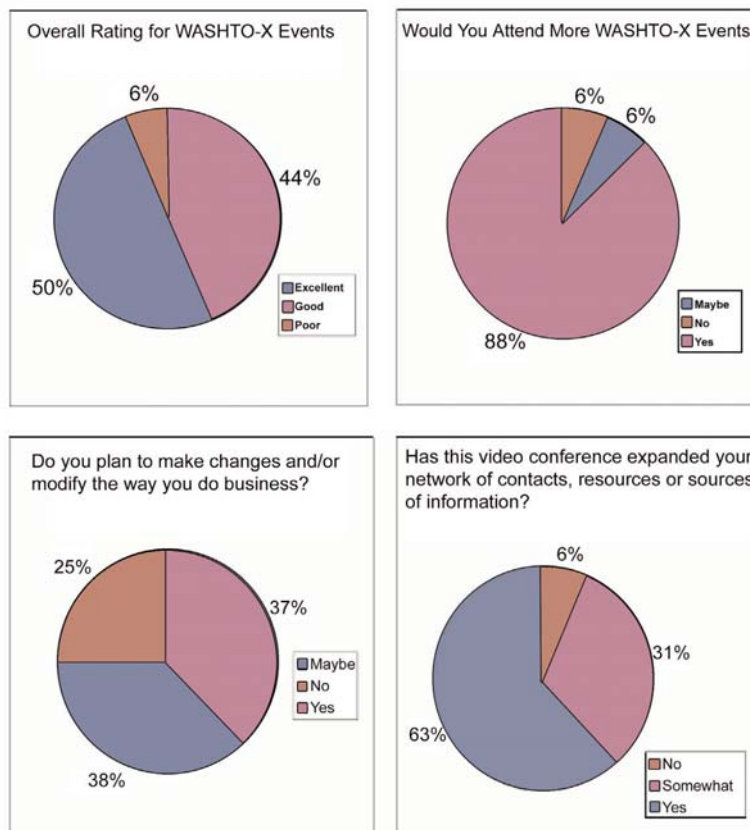 Overall Rating for WASHTO-X Events
6%
44%
50%
Excellent
Good
Poor
Would You Attend More WASHTO-X Events
6%
6%
88%
Maybe
No
Yes
Do you plan to make changes and/or
modify the way you do business?
25%
37%
38%
Maybe
No
Yes
Has this video conference expanded your
network of contacts, resources or sources
of information?
6%
31%
63%
No
Somewhat
Yes